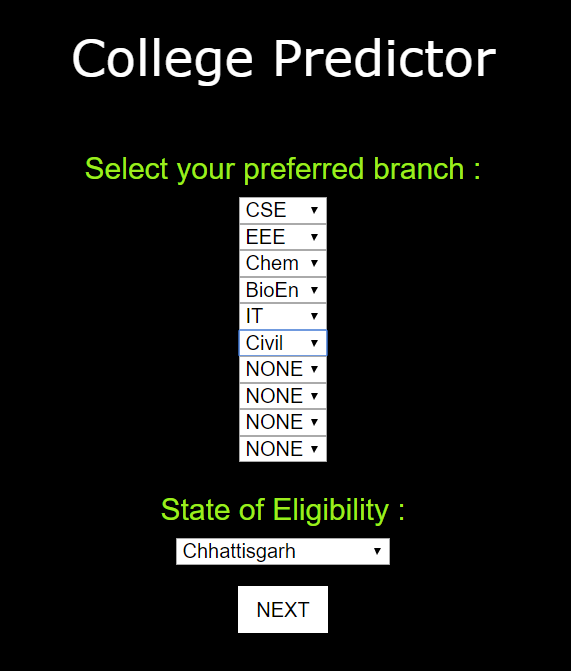 College Predictor
Select your preferred branch :
CSE
EEE
Chem
BioEn
IT
Civil
NONE
NONE
NONE
NONE
State of Eligibility :
Chhattisgarh
NEXT